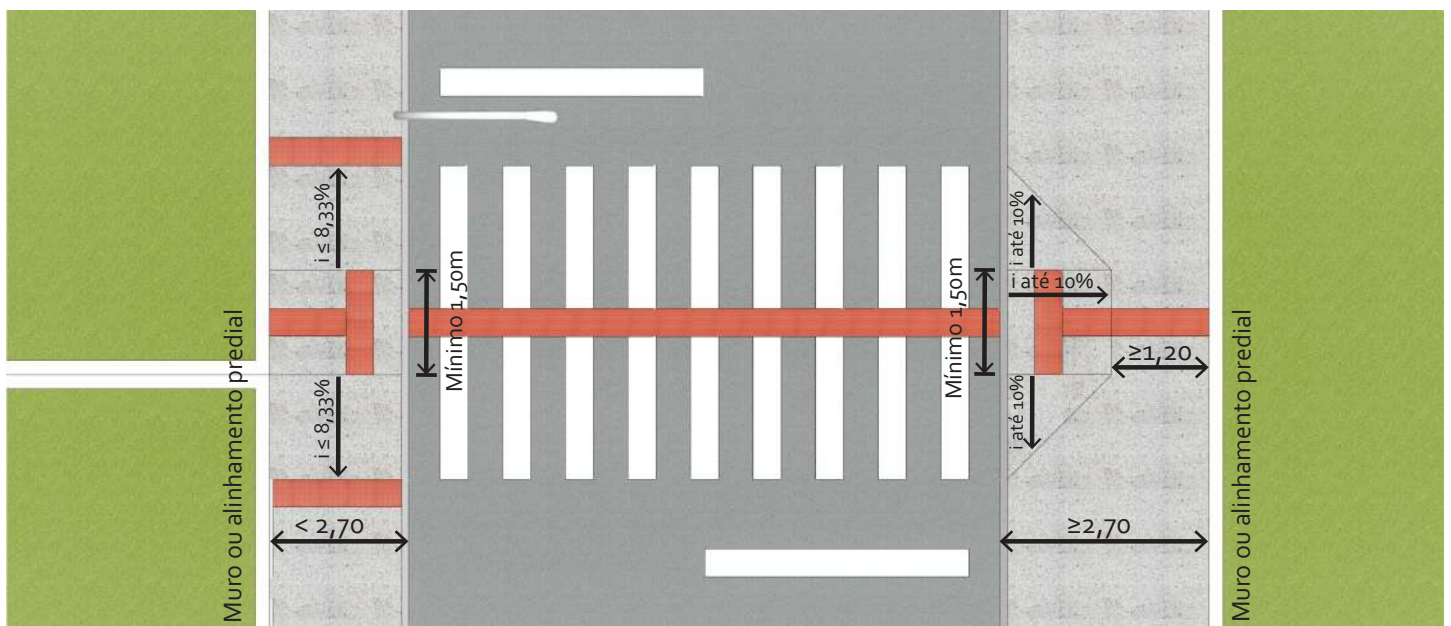 Muro ou alinhamento predial
i ≤ 8,33%
i ≤ 8,33%
< 2,70
Mínimo 1,50m
Mínimo 1,50m
i até 10%
i até 10%
i até 10%
≥1,20
≥2,70
Muro ou alinhamento predial